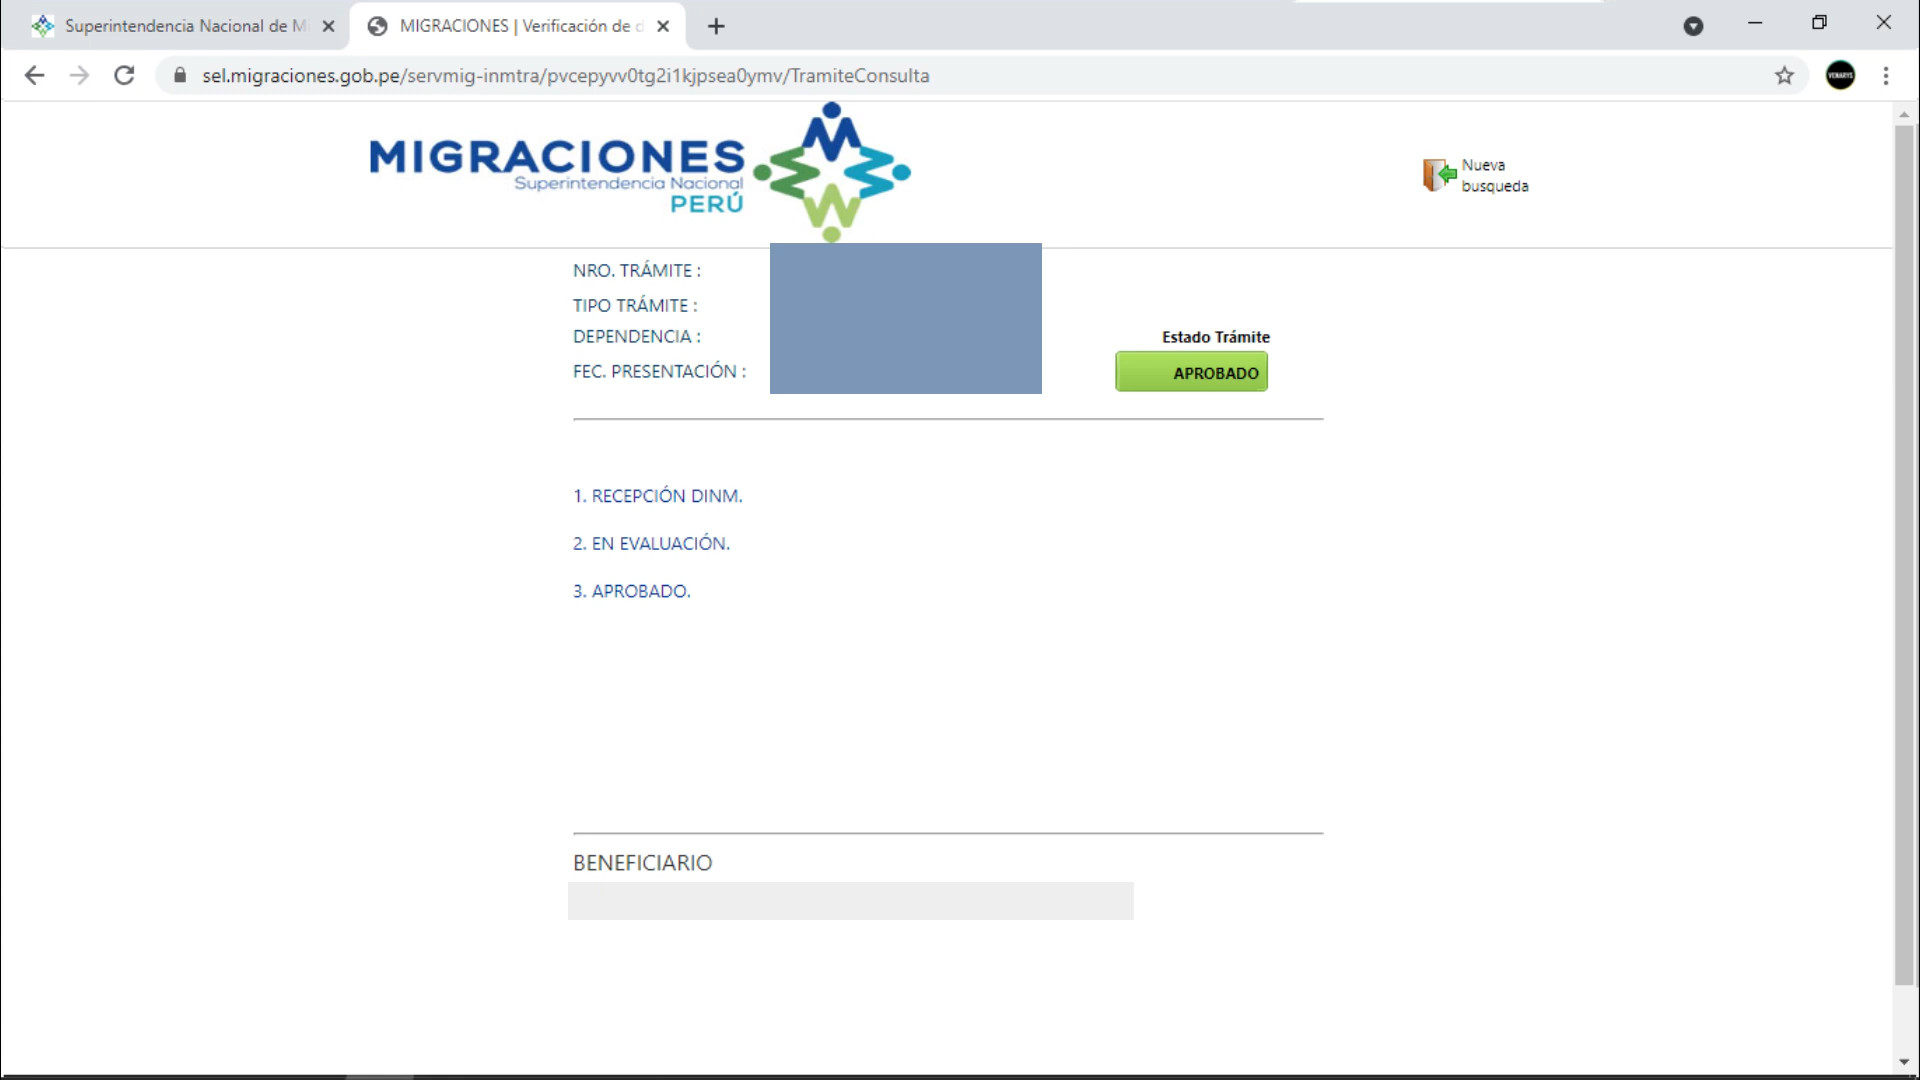 Superintendencia Nacional de Mi
MIGRACIONES | Verificación de d
sel.migraciones.gob.pe/servmig-inmtra/pvcepyvv0tg2i1kjpsea0ymv/TramiteConsulta
VENARYS
MIGRACIONES
Superintendencia Nacional
PERÚ
Nueva
busqueda
NRO. TRÁMITE :
TIPO TRÁMITE :
DEPENDENCIA :
FEC. PRESENTACIÓN :
Estado Trámite
APROBADO
1. RECEPCIÓN DINM.
2. EN EVALUACIÓN.
3. APROBADO.
BENEFICIARIO